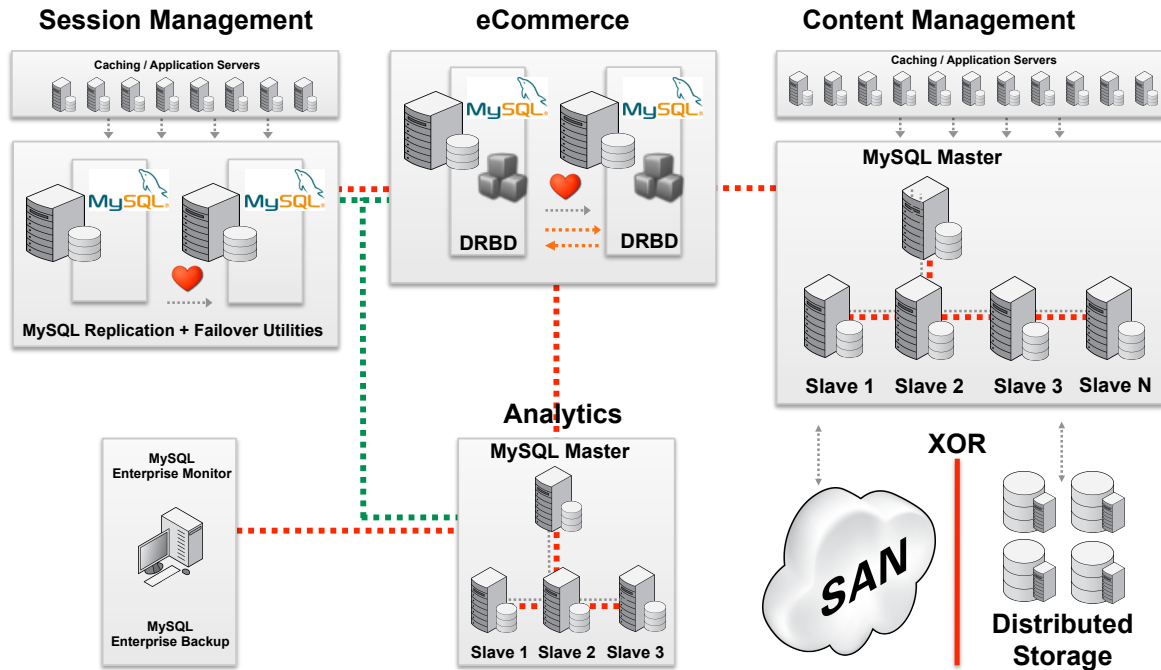 Session Management
eCommerce
Content Management
Caching / Application Servers
Caching / Application Servers
MySQL®
MySQL®
MySQL®
MySQL®
DRBD
DRBD
MySQL Replication + Failover Utilities
MySQL Master
Slave 1
Slave 2
Slave 3
Slave N
Analytics
MySQL Master
Slave 1
Slave 2
Slave 3
MySQL
Enterprise Monitor
MySQL
Enterprise Backup
XOR
SAN
Distributed
Storage